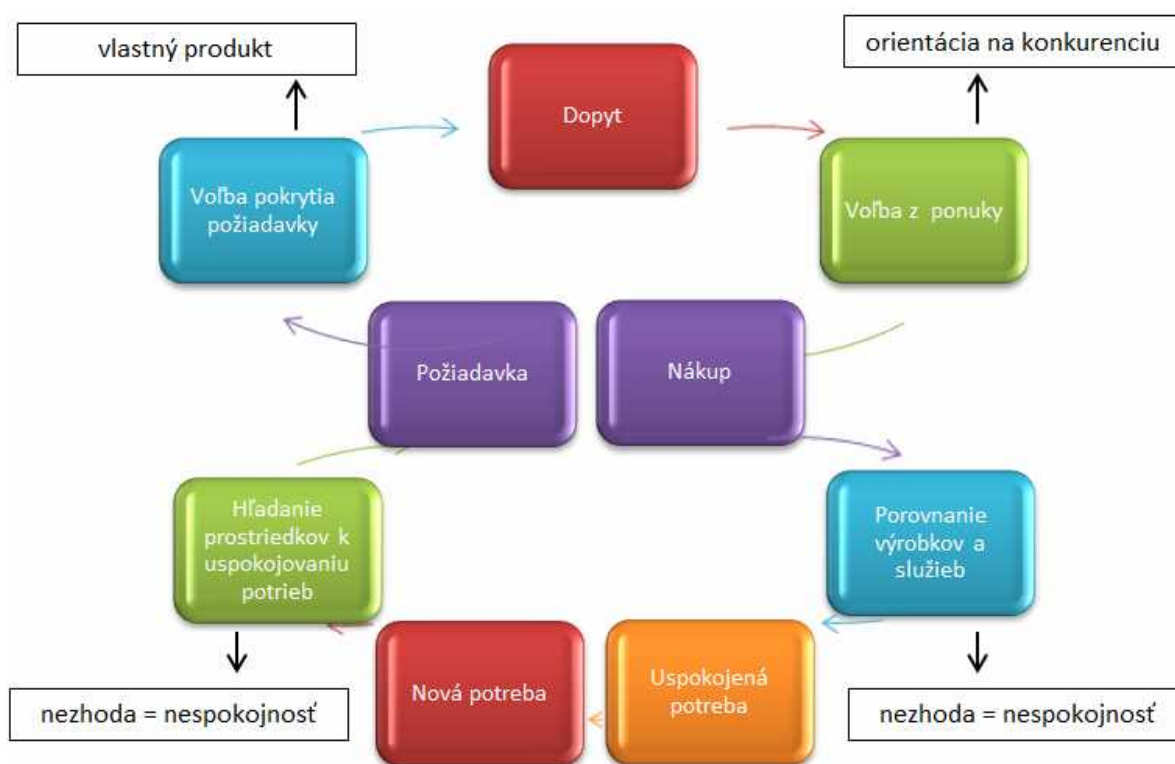 vlastný produkt
orientácia na konkurenciu
Dopyt
Voľba pokrytia
požiadavky
Voľba z ponuky
Požiadavka
Nákup
Hľadanie
prostriedkov k
uspokojovaniu
potrieb
Porovnanie
výrobkov a
služieb
Nová potreba
Uspokojená
potreba
nezhoda = nespokojnosť
nezhoda = nespokojnosť